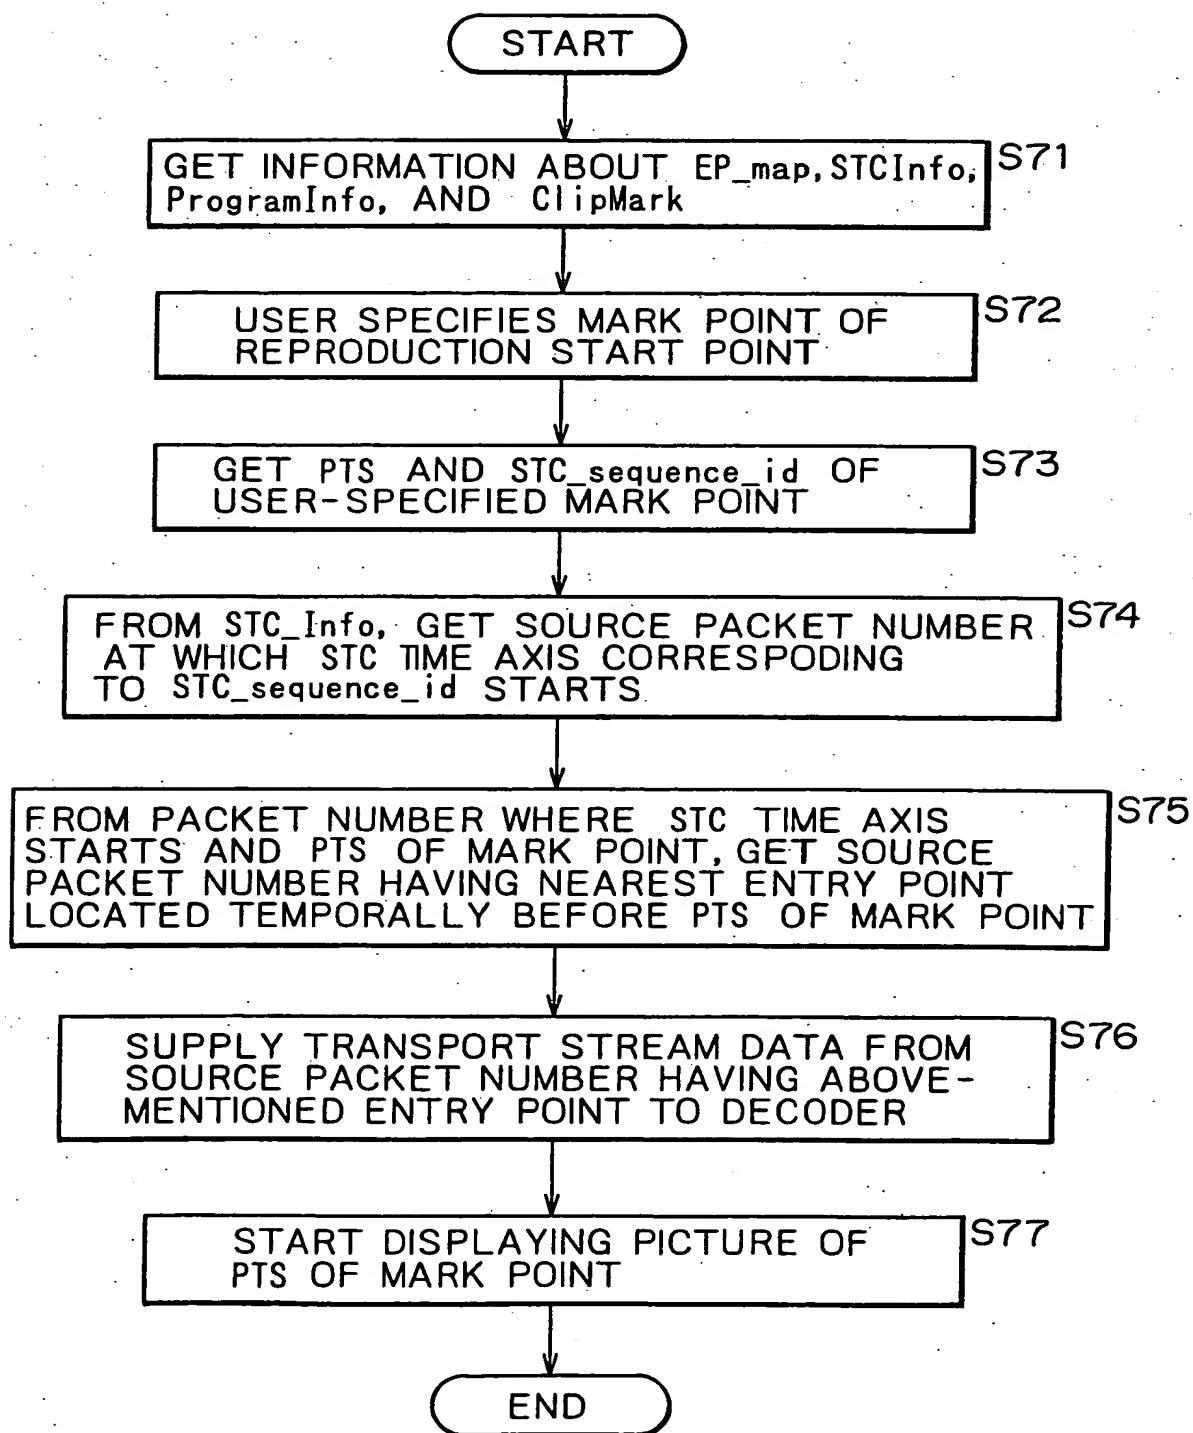 START
GET INFORMATION ABOUT EP_map, STCInfo,
ProgramInfo, AND ClipMark
S71
USER SPECIFIES MARK POINT OF
REPRODUCTION START POINT
S72
GET PTS AND STC_sequence_id OF
USER-SPECIFIED MARK POINT
S73
FROM STC_Info, GET SOURCE PACKET NUMBER
AT WHICH STC TIME AXIS CORRESPODING
TO STC_sequence_id STARTS
S74
FROM PACKET NUMBER WHERE STC TIME AXIS
STARTS AND PTS OF MARK POINT, GET SOURCE
PACKET NUMBER HAVING NEAREST ENTRY POINT
LOCATED TEMPORALLY BEFORE PTS OF MARK POINT
S75
SUPPLY TRANSPORT STREAM DATA FROM
SOURCE PACKET NUMBER HAVING ABOVE-
MENTIONED ENTRY POINT TO DECODER
S76
START DISPLAYING PICTURE OF
PTS OF MARK POINT
S77
END